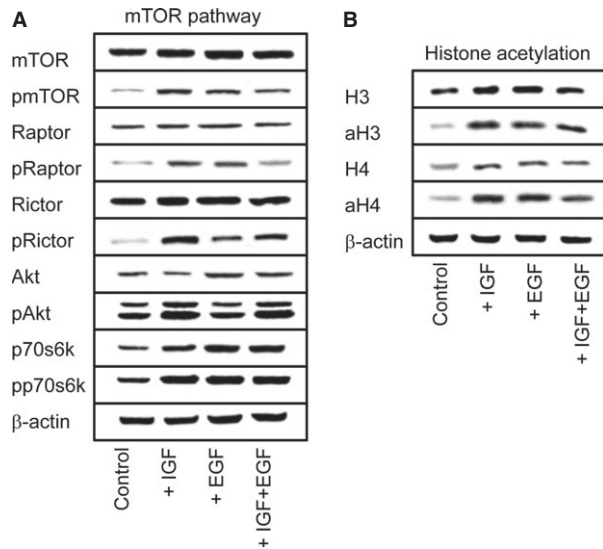 A
mTOR pathway
mTOR
pmTOR
Raptor
pRaptor
Rictor
pRictor
Akt
pAkt
p70s6k
pp70s6k
β-actin
Control
+ IGF
+ EGF
+ IGF+EGF
B
Histone acetylation
H3
aH3
H4
aH4
β-actin
Control
+ IGF
+ EGF
+ IGF+EGF